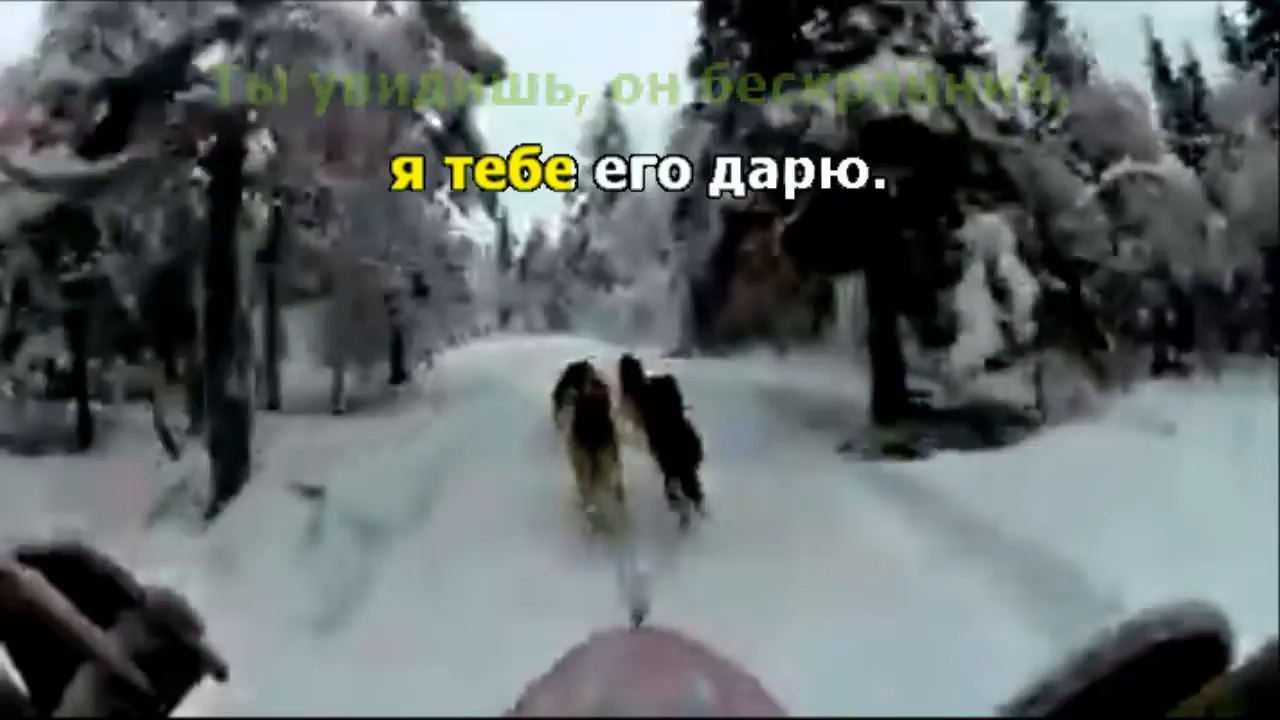 Ты увидишь, он бескрайний,
я тебе его дарю.